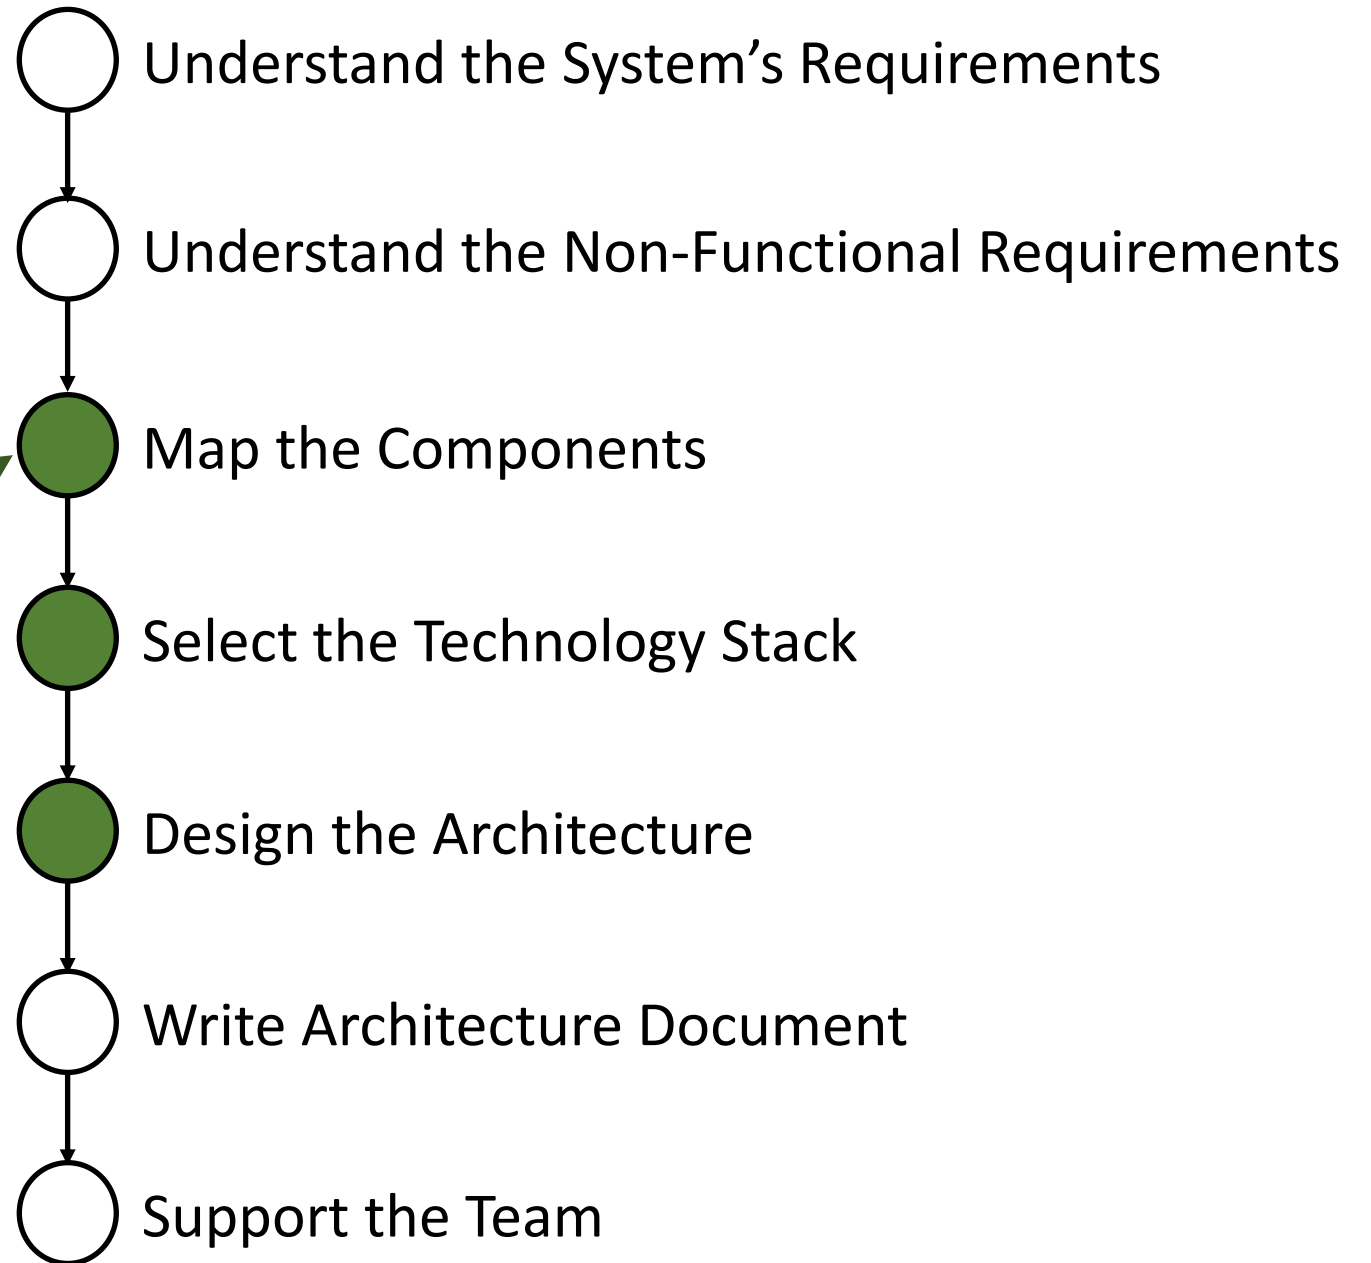 Understand the System’s Requirements
Understand the Non-Functional Requirements
Map the Components
Select the Technology Stack
Design the Architecture
Write Architecture Document
Support the Team